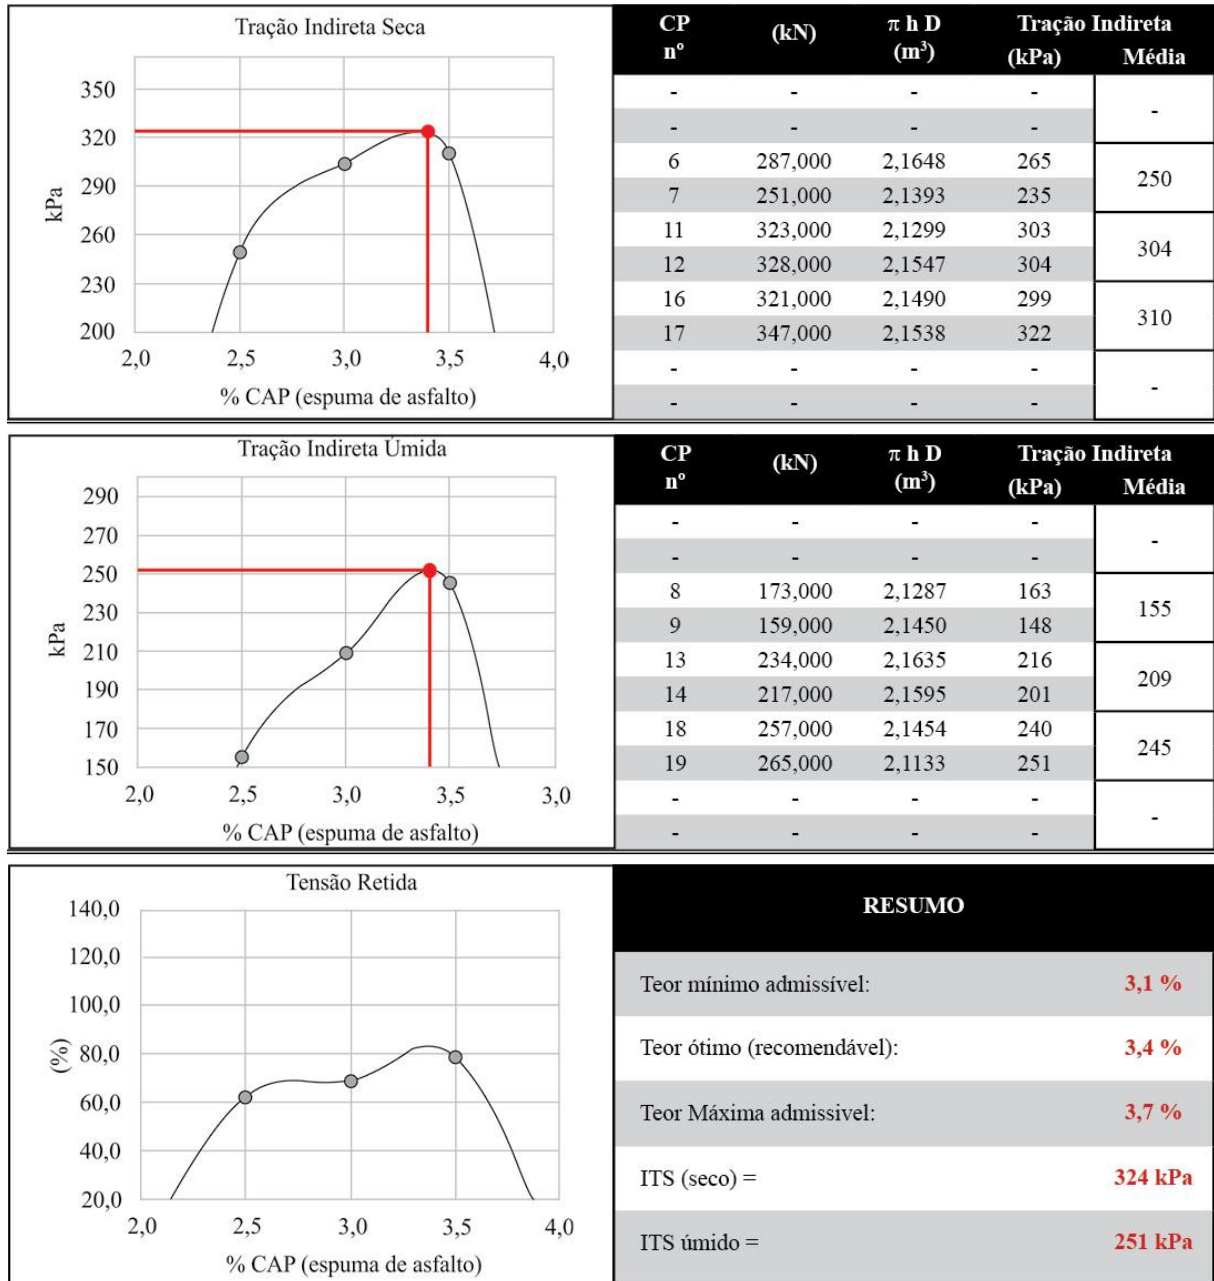 Tração Indireta Seca
350
320
290
260
230
200
kPa
2,0 2,5 3,0 3,5 4,0
% CAP (espuma de asfalto)
CP nº (kN) π h D (m³) Tração Indireta (kPa) Média
- - - - -
- - - -
6 287,000 2,1648 265 250
7 251,000 2,1393 235
11 323,000 2,1299 303 304
12 328,000 2,1547 304
16 321,000 2,1490 299 310
17 347,000 2,1538 322
- - - - -
- - - -
Tração Indireta Úmida
290
270
250
230
210
190
170
150
kPa
2,0 2,5 3,0 3,5 3,0
% CAP (espuma de asfalto)
CP nº (kN) π h D (m³) Tração Indireta (kPa) Média
- - - - -
- - - -
8 173,000 2,1287 163 155
9 159,000 2,1450 148
13 234,000 2,1635 216 209
14 217,000 2,1595 201
18 257,000 2,1454 240 245
19 265,000 2,1133 251
- - - - -
- - - -
Tensão Retida
140,0
120,0
100,0
80,0
60,0
40,0
20,0
(%)
2,0 2,5 3,0 3,5 4,0
% CAP (espuma de asfalto)
RESUMO
Teor mínimo admissível: 3,1 %
Teor ótimo (recomendável): 3,4 %
Teor Máxima admissivel: 3,7 %
ITS (seco) = 324 kPa
ITS úmido = 251 kPa